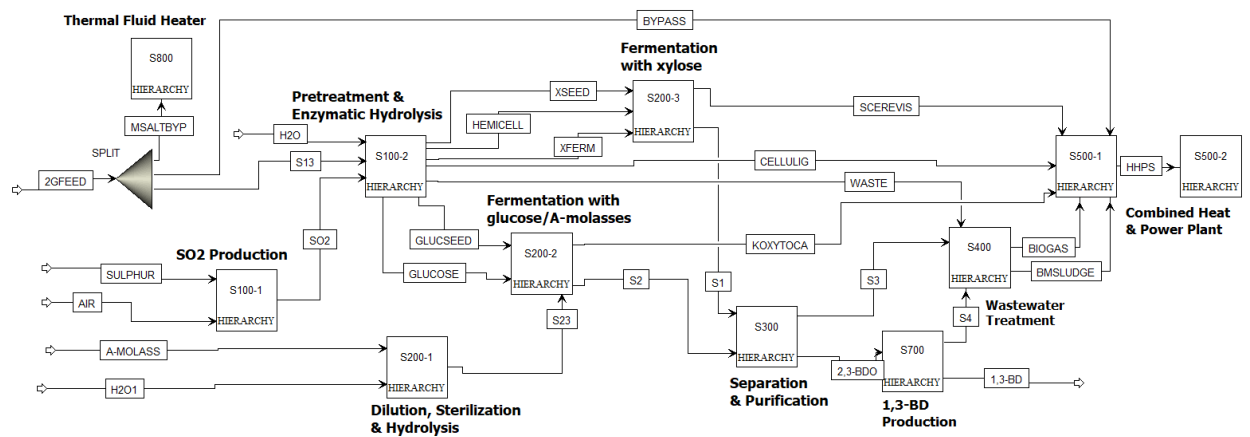 BYPASS
Thermal Fluid Heater
S800
HIERARCHY
MSALTBYP
SPLIT
2GFEED
Fermentation
with xylose
S200-3
HIERARCHY
XSEED
HEMICELL
XFERM
SCEREVIS
Pretreatment &
Enzymatic Hydrolysis
H2O
S13
S100-2
HIERARCHY
CELLULIG
WASTE
S500-1
HIERARCHY
HHPS
S500-2
HIERARCHY
Combined Heat
& Power Plant
Fermentation with
glucose/A-molasses
GLUCSEED
GLUCOSE
S200-2
HIERARCHY
KOXYTOCA
S2
S1
S3
S400
HIERARCHY
BIOGAS
BMSLUDGE
Wastewater
Treatment
S4
SO2 Production
SO2
SULPHUR
AIR
S100-1
HIERARCHY
S23
A-MOLASS
H2O1
S200-1
HIERARCHY
Dilution, Sterilization
& Hydrolysis
S300
HIERARCHY
Separation
& Purification
2,3-BDO
S700
HIERARCHY
1,3-BD
1,3-BD
Production